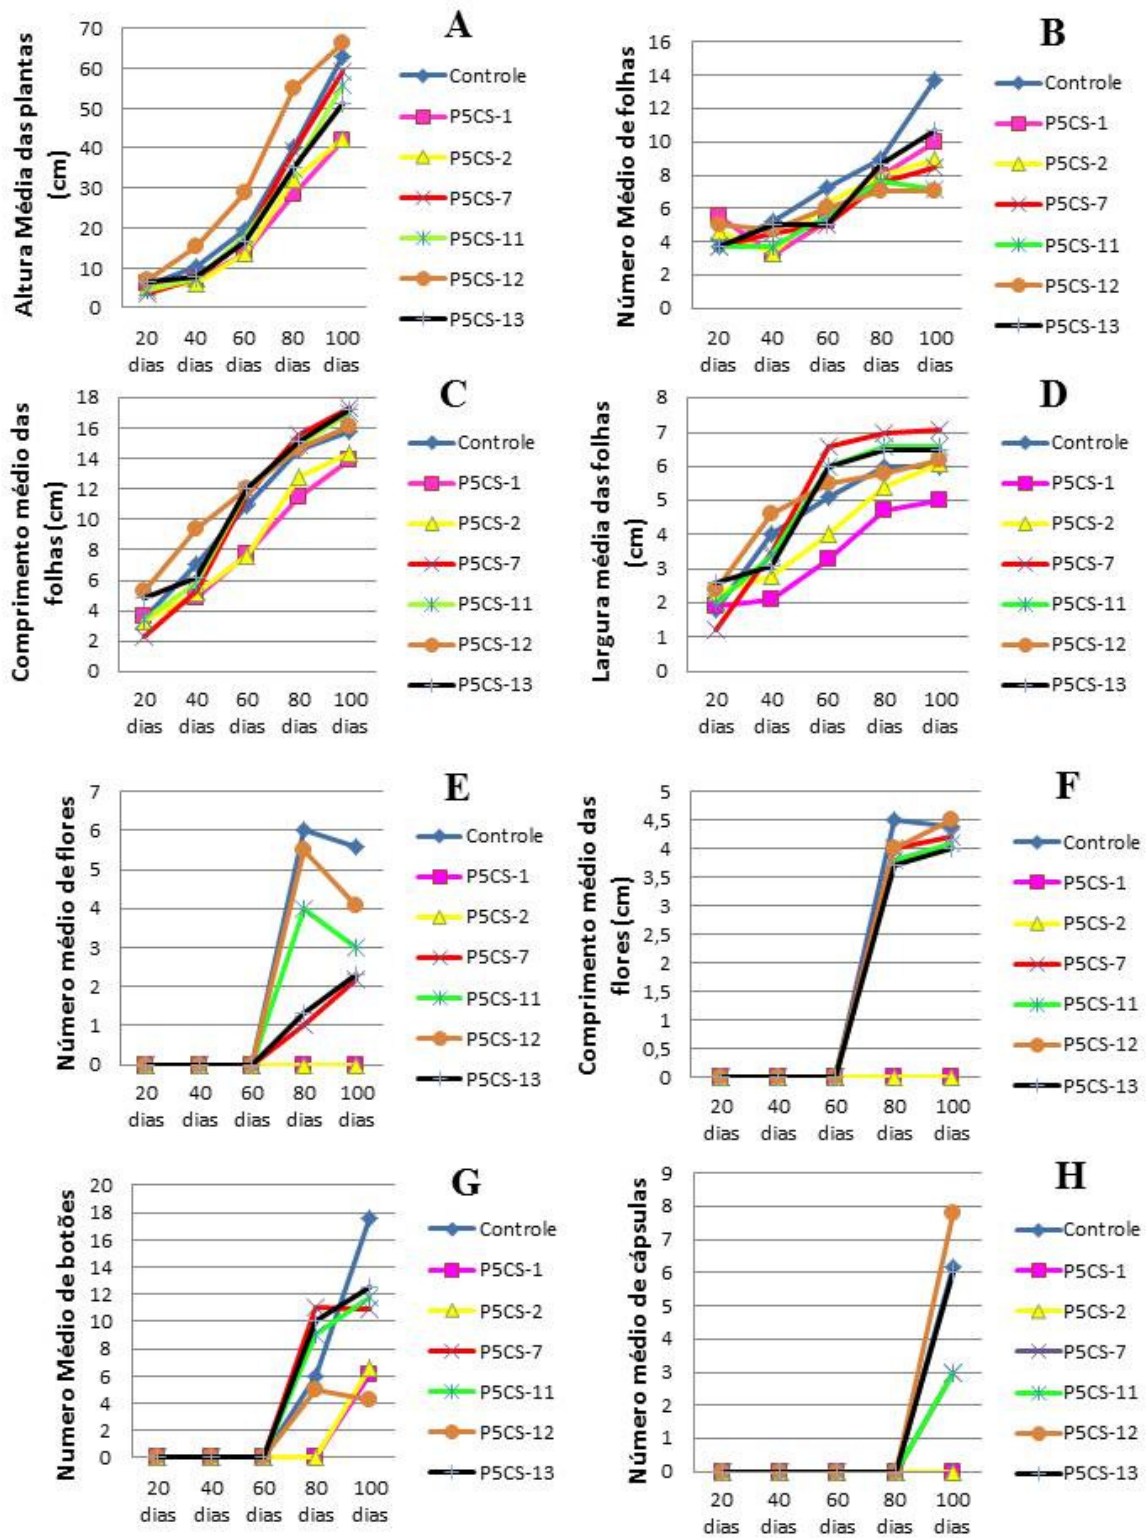 A
Altura Média das plantas
(cm)
70
60
50
40
30
20
10
0
20 40 60 80 100
dias dias dias dias dias
Controle
P5CS-1
P5CS-2
P5CS-7
P5CS-11
P5CS-12
P5CS-13
B
Número Médio de folhas
16
14
12
10
8
6
4
2
0
20 40 60 80 100
dias dias dias dias dias
Controle
P5CS-1
P5CS-2
P5CS-7
P5CS-11
P5CS-12
P5CS-13
C
Comprimento médio das
folhas (cm)
18
16
14
12
10
8
6
4
2
0
20 40 60 80 100
dias dias dias dias dias
Controle
P5CS-1
P5CS-2
P5CS-7
P5CS-11
P5CS-12
P5CS-13
D
Largura média das folhas
(cm)
8
7
6
5
4
3
2
1
0
20 40 60 80 100
dias dias dias dias dias
Controle
P5CS-1
P5CS-2
P5CS-7
P5CS-11
P5CS-12
P5CS-13
E
Número médio de flores
7
6
5
4
3
2
1
0
20 40 60 80 100
dias dias dias dias dias
Controle
P5CS-1
P5CS-2
P5CS-7
P5CS-11
P5CS-12
P5CS-13
F
Comprimento médio das
flores (cm)
5
4,5
4
3,5
3
2,5
2
1,5
1
0,5
0
20 40 60 80 100
dias dias dias dias dias
Controle
P5CS-1
P5CS-2
P5CS-7
P5CS-11
P5CS-12
P5CS-13
G
Numero Médio de botões
20
18
16
14
12
10
8
6
4
2
0
20 40 60 80 100
dias dias dias dias dias
Controle
P5CS-1
P5CS-2
P5CS-7
P5CS-11
P5CS-12
P5CS-13
H
Número médio de cápsulas
9
8
7
6
5
4
3
2
1
0
20 40 60 80 100
dias dias dias dias dias
Controle
P5CS-1
P5CS-2
P5CS-7
P5CS-11
P5CS-12
P5CS-13